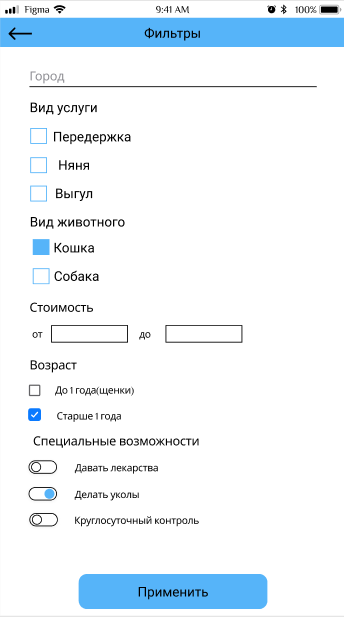 Figma 9:41 AM 100%
Фильтры
Город
Вид услуги
Передержка
Няня
Выгул
Вид животного
Кошка
Собака
Стоимость
от до
Возраст
До 1 года(щенки)
Старше 1 года
Специальные возможности
Давать лекарства
Делать уколы
Круглосуточный контроль
Применить